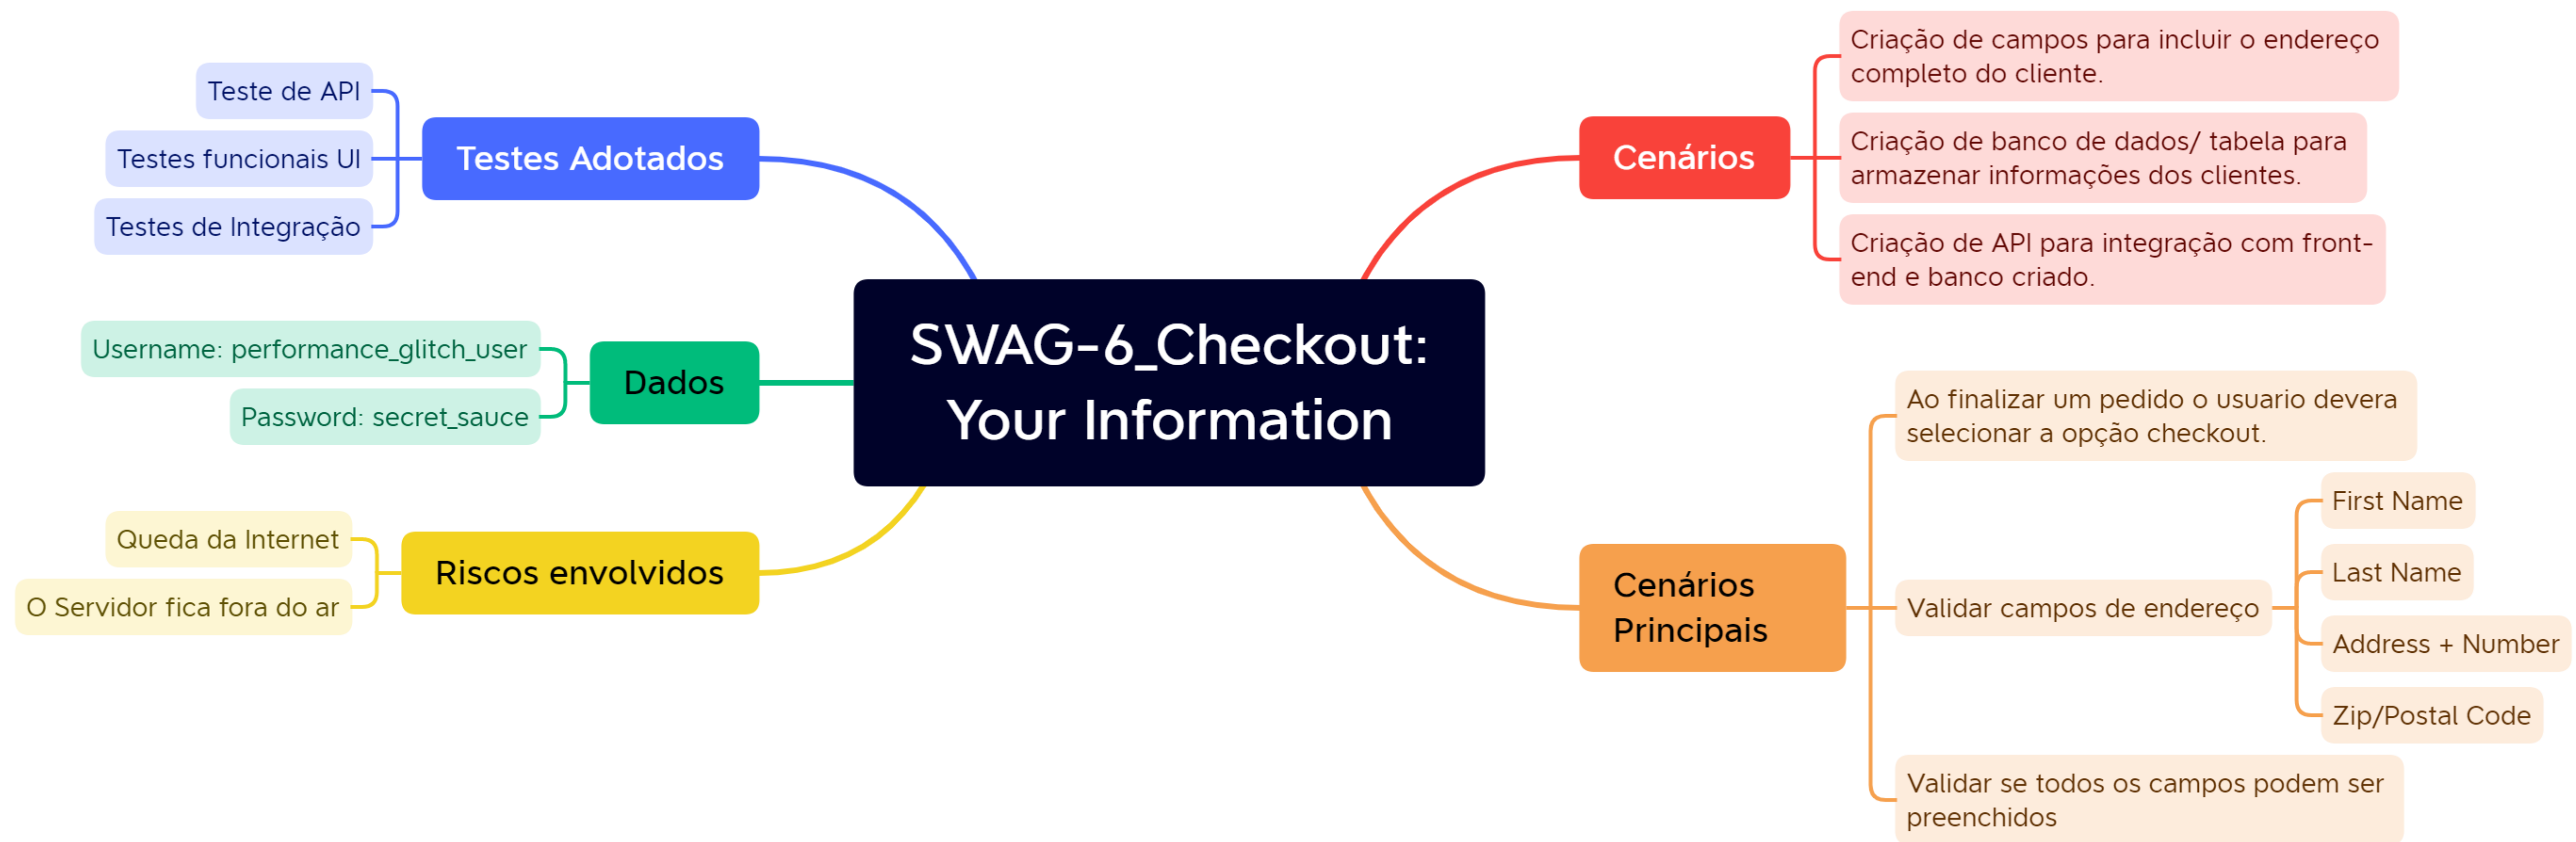 SWAG-6_Checkout:
Your Information
Testes Adotados
Teste de API
Testes funcionais UI
Testes de Integração
Dados
Username: performance_glitch_user
Password: secret_sauce
Riscos envolvidos
Queda da Internet
O Servidor fica fora do ar
Cenários
Criação de campos para incluir o endereço
completo do cliente.
Criação de banco de dados/ tabela para
armazenar informações dos clientes.
Criação de API para integração com front-
end e banco criado.
Cenários
Principais
Ao finalizar um pedido o usuario devera
selecionar a opção checkout.
Validar campos de endereço
First Name
Last Name
Address + Number
Zip/Postal Code
Validar se todos os campos podem ser
preenchidos